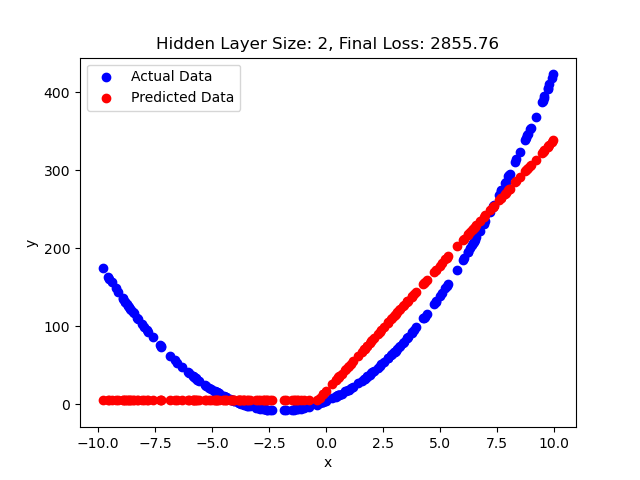 Hidden Layer Size: 2, Final Loss: 2855.76
Actual Data
Predicted Data
400
300
200
100
0
y
−10.0 −7.5 −5.0 −2.5 0.0 2.5 5.0 7.5 10.0
x